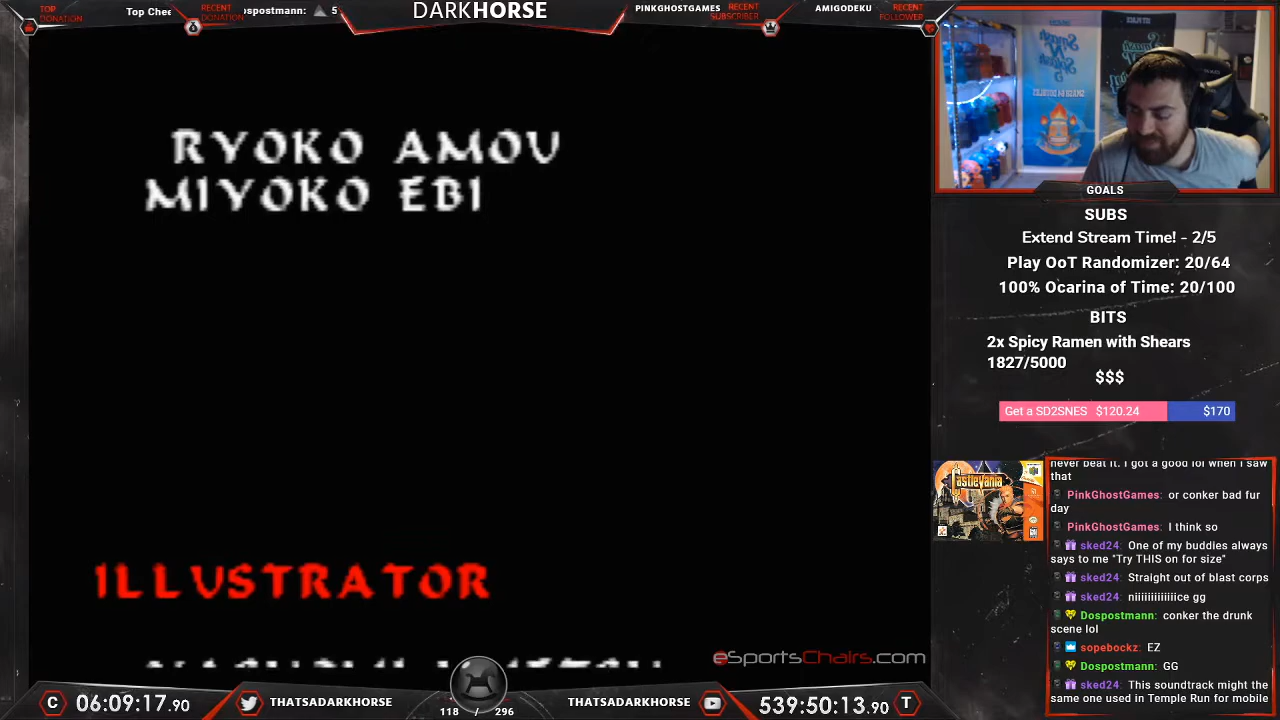 TOP DONATION
Top Chee
RECENT DONATION
ospostmann: 5
DARKHORSE
PINKGHOSTGAMES
RECENT SUBSCRIBER
AMIGODEKU
RECENT FOLLOWER
RYOKO AMOU
MIYOKO EBI
ILLUSTRATOR
eSportsChairs.com
GOALS
SUBS
Extend Stream Time! - 2/5
Play OoT Randomizer: 20/64
100% Ocarina of Time: 20/100
BITS
2x Spicy Ramen with Shears
1827/5000
$$$
Get a SD2SNES $120.24 $170
Castlevania
never beat it. I got a good lol when I saw
that
PinkGhostGames: or conker bad fur
day
PinkGhostGames: I think so
sked24: One of my buddies always
says to me "Try THIS on for size"
sked24: Straight out of blast corps
sked24: niiiiiiiiiiiiice gg
Dospostmann: conker the drunk
scene lol
sopebockz: EZ
Dospostmann: GG
sked24: This soundtrack might the
same one used in Temple Run for mobile
C 06:09:17.90
THATSADARKHORSE
118 / 296
THATSADARKHORSE
539:50:13.90 T